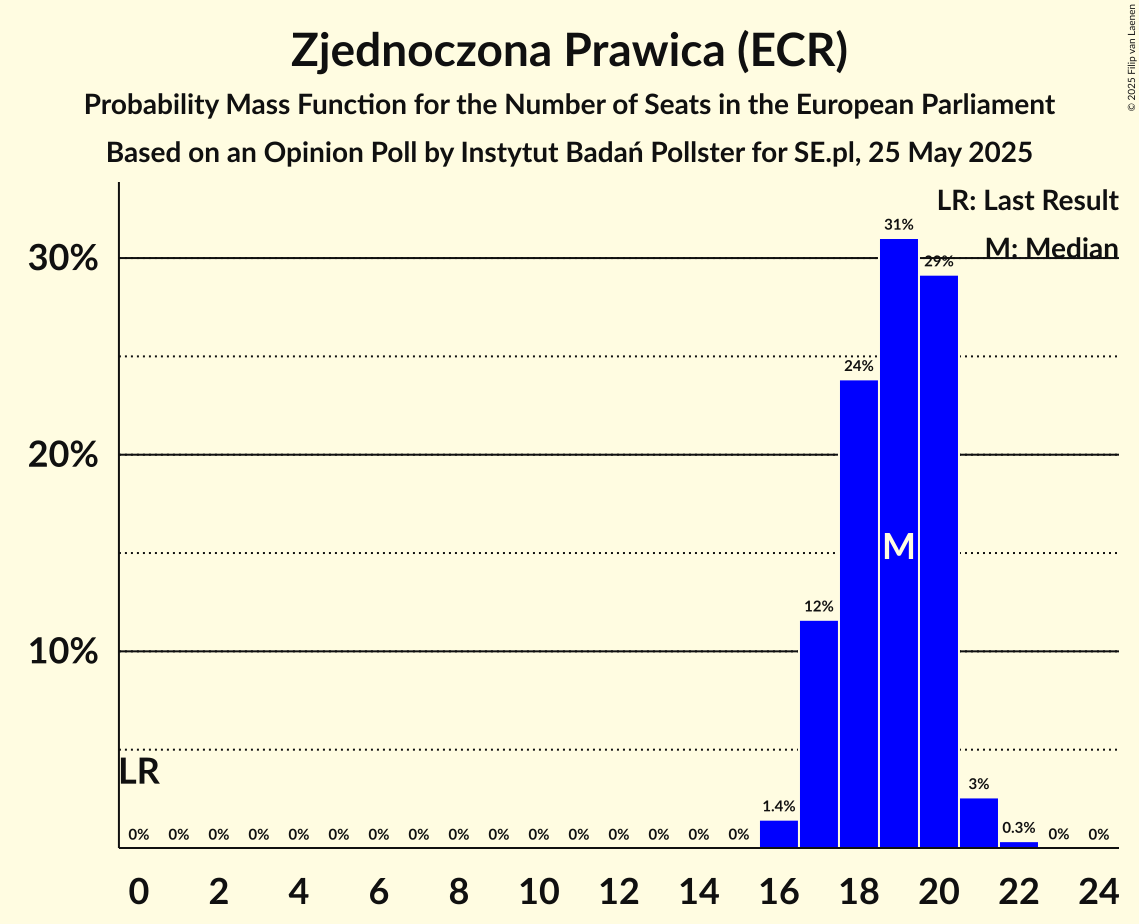 Zjednoczona Prawica (ECR)
Probability Mass Function for the Number of Seats in the European Parliament
Based on an Opinion Poll by Instytut Badań Pollster for SE.pl, 25 May 2025
© 2025 Filip van Laenen
LR: Last Result
M: Median
30%
20%
10%
31%
29%
24%
M
12%
LR
0% 0% 0% 0% 0% 0% 0% 0% 0% 0% 0% 0% 0% 0% 0% 0% 1.4% 3% 0.3% 0% 0%
0 2 4 6 8 10 12 14 16 18 20 22 24